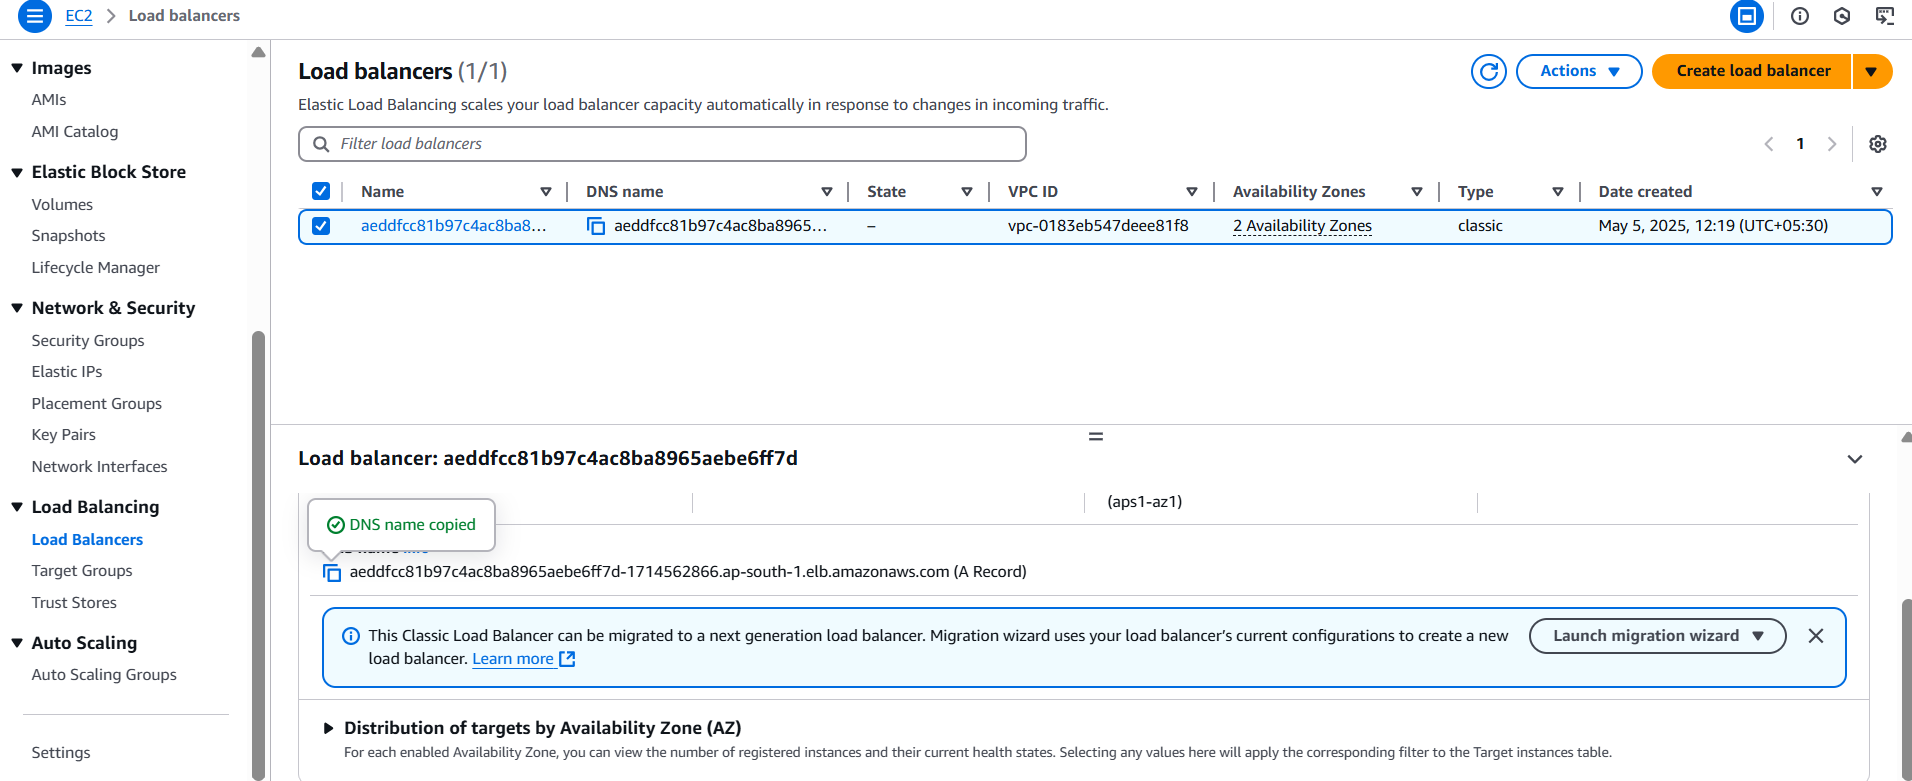 EC2 > Load balancers
Images
AMIs
AMI Catalog
Elastic Block Store
Volumes
Snapshots
Lifecycle Manager
Network & Security
Security Groups
Elastic IPs
Placement Groups
Key Pairs
Network Interfaces
Load Balancing
Load Balancers
Target Groups
Trust Stores
Auto Scaling
Auto Scaling Groups
Settings
Load balancers (1/1)
Actions
Create load balancer
Elastic Load Balancing scales your load balancer capacity automatically in response to changes in incoming traffic.
Filter load balancers
1
Name DNS name State VPC ID Availability Zones Type Date created
aeddfcc81b97c4ac8ba8... aeddfcc81b97c4ac8ba8965... – vpc-0183eb547deee81f8 2 Availability Zones classic May 5, 2025, 12:19 (UTC+05:30)
Load balancer: aeddfcc81b97c4ac8ba8965aebe6ff7d
(aps1-az1)
DNS name copied
aeddfcc81b97c4ac8ba8965aebe6ff7d-1714562866.ap-south-1.elb.amazonaws.com (A Record)
This Classic Load Balancer can be migrated to a next generation load balancer. Migration wizard uses your load balancer's current configurations to create a new
load balancer. Learn more
Launch migration wizard
Distribution of targets by Availability Zone (AZ)
For each enabled Availability Zone, you can view the number of registered instances and their current health states. Selecting any values here will apply the corresponding filter to the Target instances table.